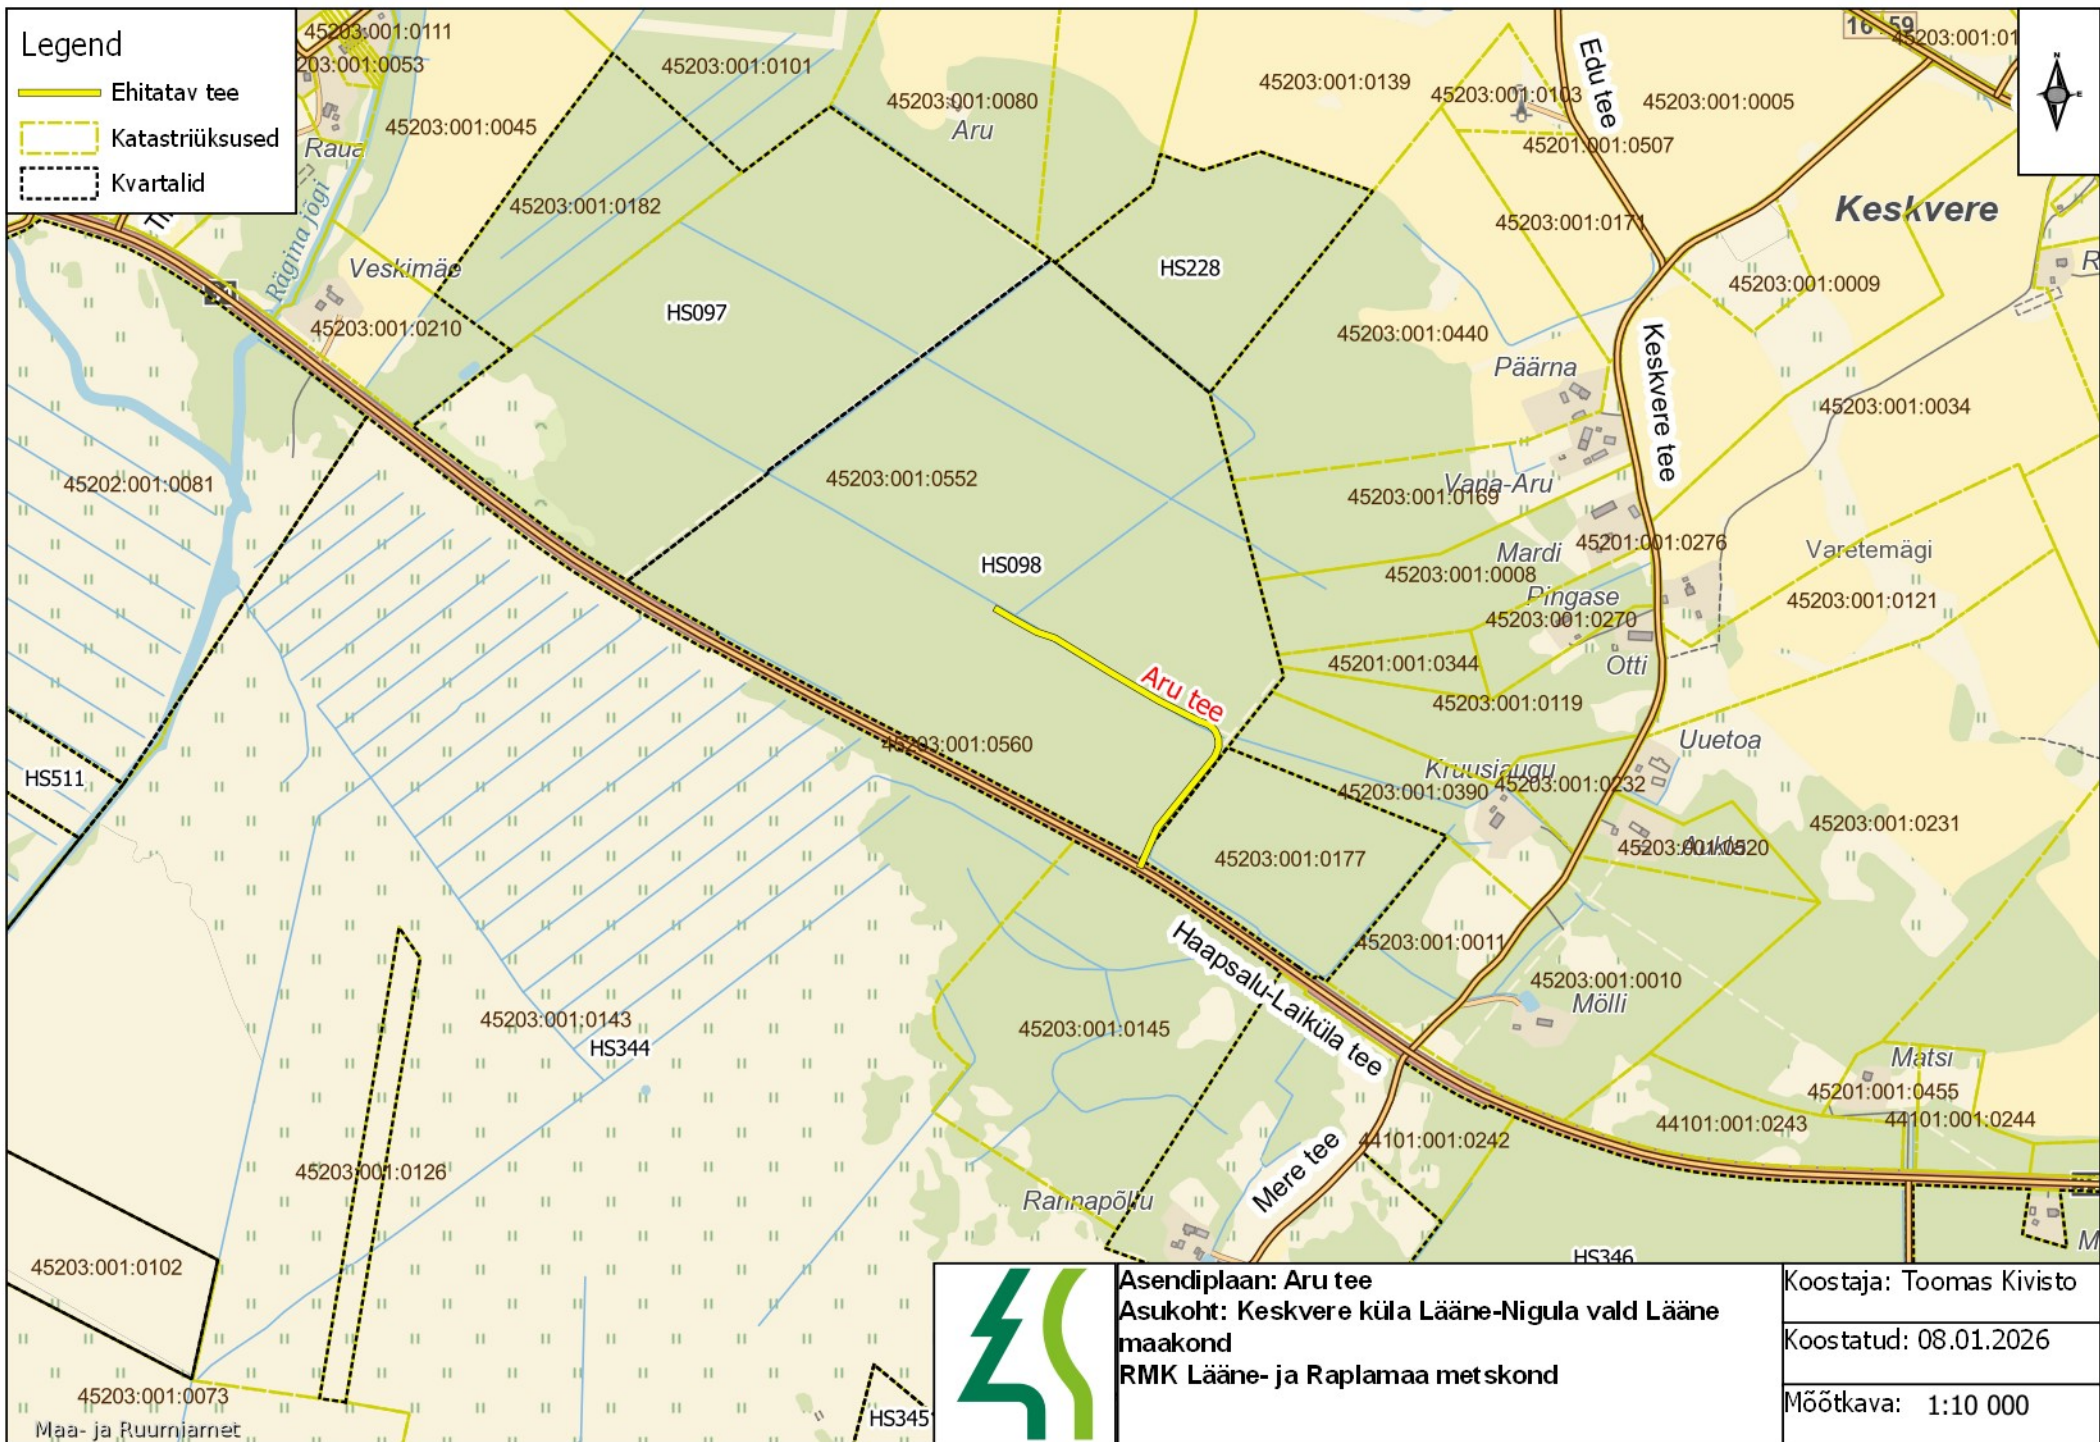 Legend
Ehitatav tee
Katastriüksused
Kvartalid
45203:001:0111
203:001:0053
45203:001:0045
Raua
Rägina jõgi
Veskimäe
45203:001:0210
45203:001:0182
45203:001:0101
45203:001:0080
Aru
45203:001:0139
45203:001:0103
Edu tee
45203:001:0005
45203:001:01
45201:001:0507
45203:001:0171
Keskvere
45203:001:0009
HS228
HS097
45203:001:0440
Päärna
Keskvere tee
45203:001:0034
45202:001:0081
45203:001:0552
Vana-Aru
45203:001:0169
Mardi
45201:001:0276
Varetemägi
HS098
45203:001:0008
Pingase
45203:001:0270
45203:001:0121
45201:001:0344
Otti
Aru tee
45203:001:0119
45203:001:0560
Uuetoa
HS511
Kruusiaugu
45203:001:0390
45203:001:0232
45203:001:0231
45203:001:0520
45203:001:0177
Haapsalu-Laiküla tee
45203:001:0011
45203:001:0010
Mölli
45203:001:0143
HS344
45203:001:0145
Matsi
45201:001:0455
44101:001:0243
44101:001:0244
44101:001:0242
Mere tee
45203:001:0126
Rannapõllu
45203:001:0102
HS346
45203:001:0073
HS345
Maa- ja Ruumiamet
Asendiplaan: Aru tee
Asukoht: Keskvere küla Lääne-Nigula vald Lääne
maakond
RMK Lääne- ja Raplamaa metskond
Koostaja: Toomas Kivisto
Koostatud: 08.01.2026
Mõõtkava: 1:10 000